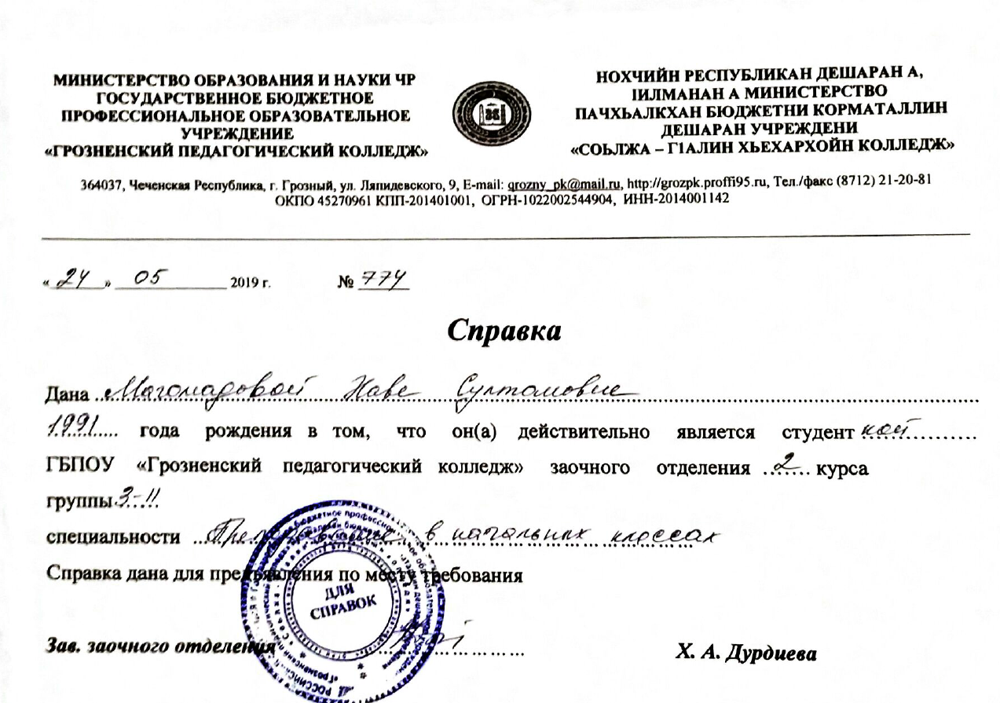 МИНИСТЕРСТВО ОБРАЗОВАНИЯ И НАУКИ ЧР
ГОСУДАРСТВЕННОЕ БЮДЖЕТНОЕ
ПРОФЕССИОНАЛЬНОЕ ОБРАЗОВАТЕЛЬНОЕ
УЧРЕЖДЕНИЕ
«ГРОЗНЕНСКИЙ ПЕДАГОГИЧЕСКИЙ КОЛЛЕДЖ»
НОХЧИЙН РЕСПУБЛИКАН ДЕШАРАН А,
IИЛМАНАН А МИНИСТЕРСТВО
ПАЧХЬАЛКХАН БЮДЖЕТНИ КОРМАТАЛЛИН
ДЕШАРАН УЧРЕЖДЕНИ
«СОЬЛЖА – Г1АЛИН ХЬЕХАРХОЙН КОЛЛЕДЖ»
364037, Чеченская Республика, г. Грозный, ул. Ляпидевского, 9, E-mail: grozny_pk@mail.ru, http://grozpk.proffi95.ru, Тел./факс (8712) 21-20-81
ОКПО 45270961 КПП-201401001, ОГРН-1022002544904, ИНН-2014001142
«24» 05 2019 г. № 774
Справка
Дана Магомадовой Хаве Султановне
1991 года рождения в том, что он(а) действительно является студенткой
ГБПОУ «Грозненский педагогический колледж» заочного отделения 2 курса
группы 3-11
специальности Преподавание в начальных классах
Справка дана для предъявления по месту требования
ДЛЯ
СПРАВОК
Зав. заочного отделения Х. А. Дурдиева